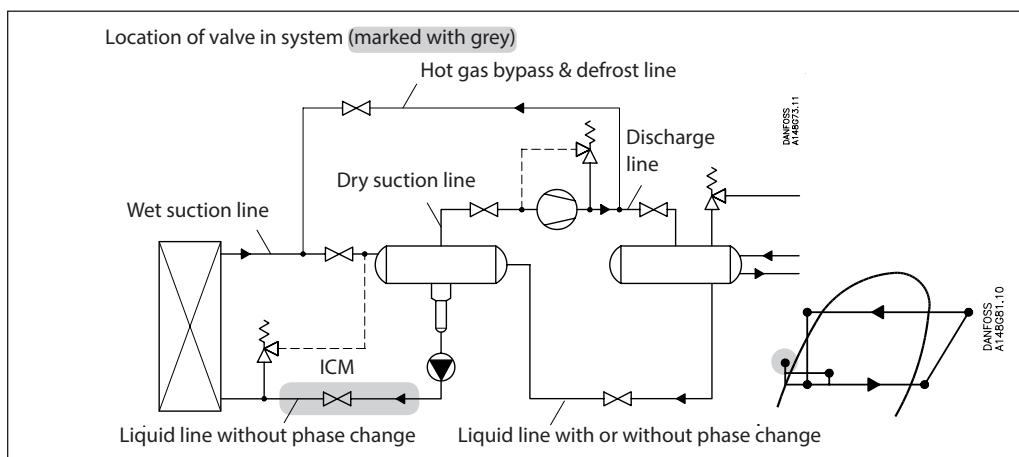 Location of valve in system (marked with grey)
Hot gas bypass & defrost line
DANFOSS
A148G73.11
Discharge
line
Dry suction line
Wet suction line
DANFOSS
A148G81.10
ICM
Liquid line without phase change
Liquid line with or without phase change